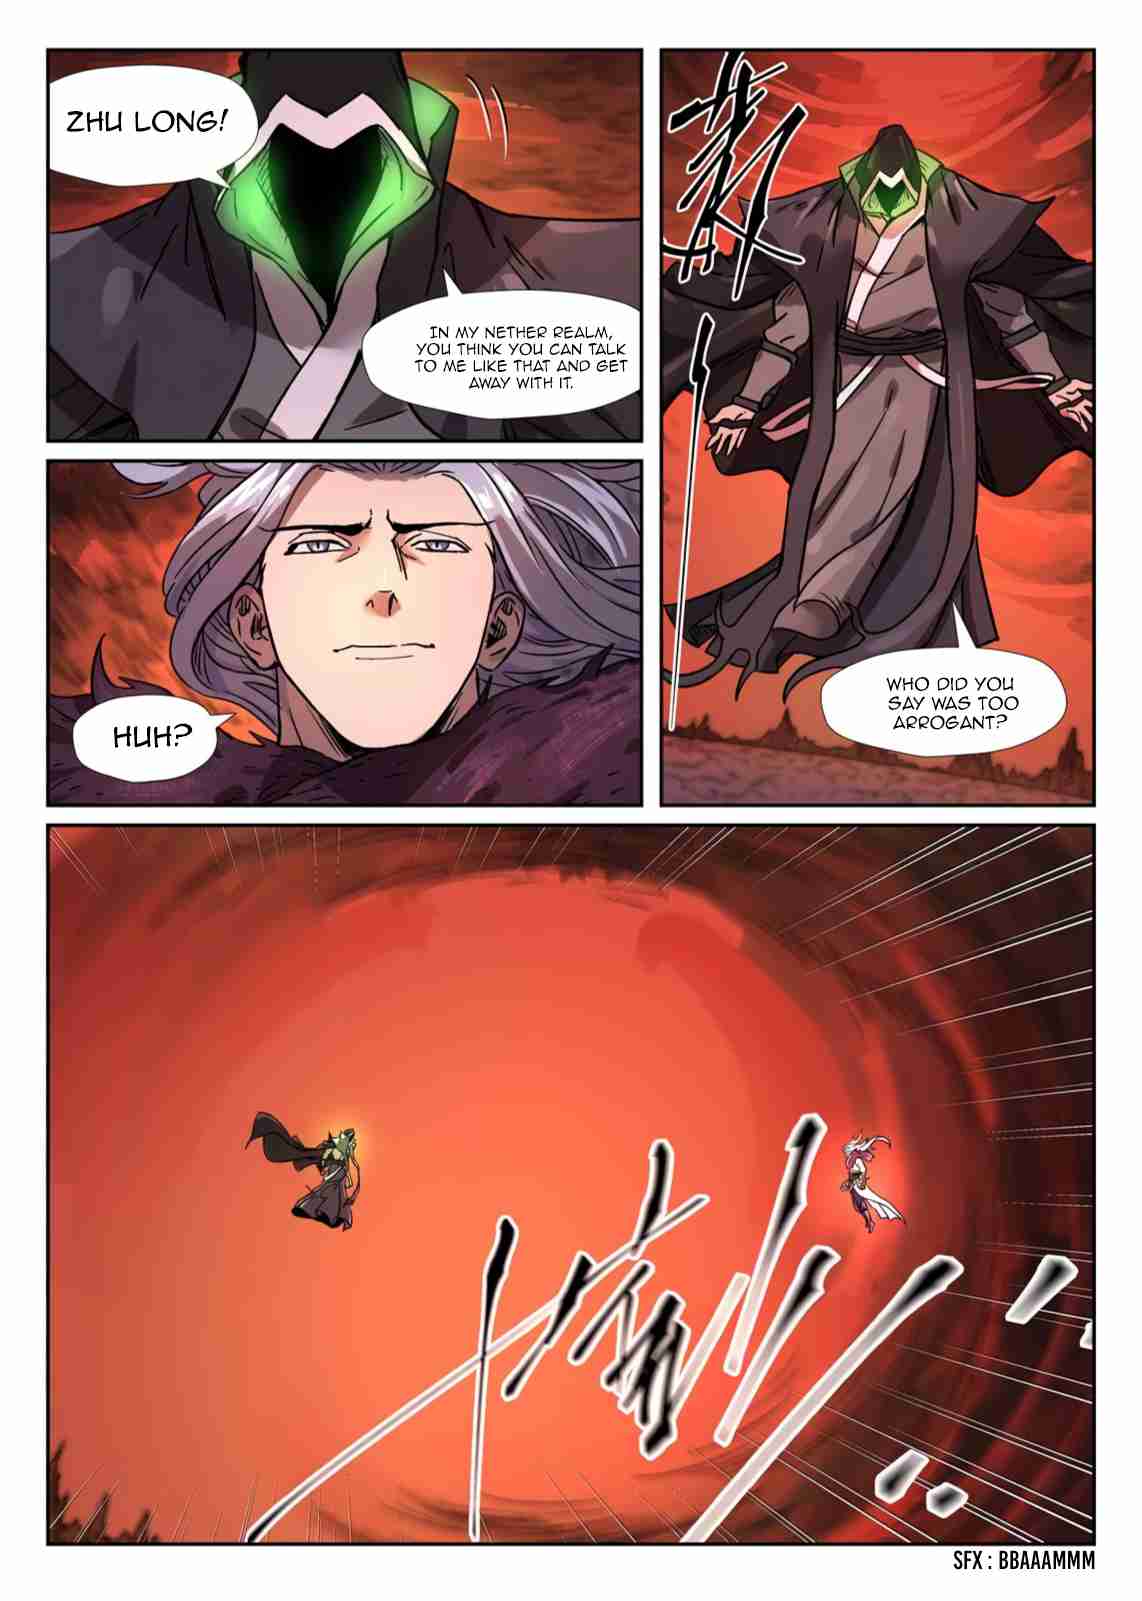 ZHU LONG!
IN MY NETHER REALM,
YOU THINK YOU CAN TALK
TO ME LIKE THAT AND GET
AWAY WITH IT.
HUH?
WHO DID YOU
SAY WAS TOO
ARROGANT?
SFX : BBAAAMMM